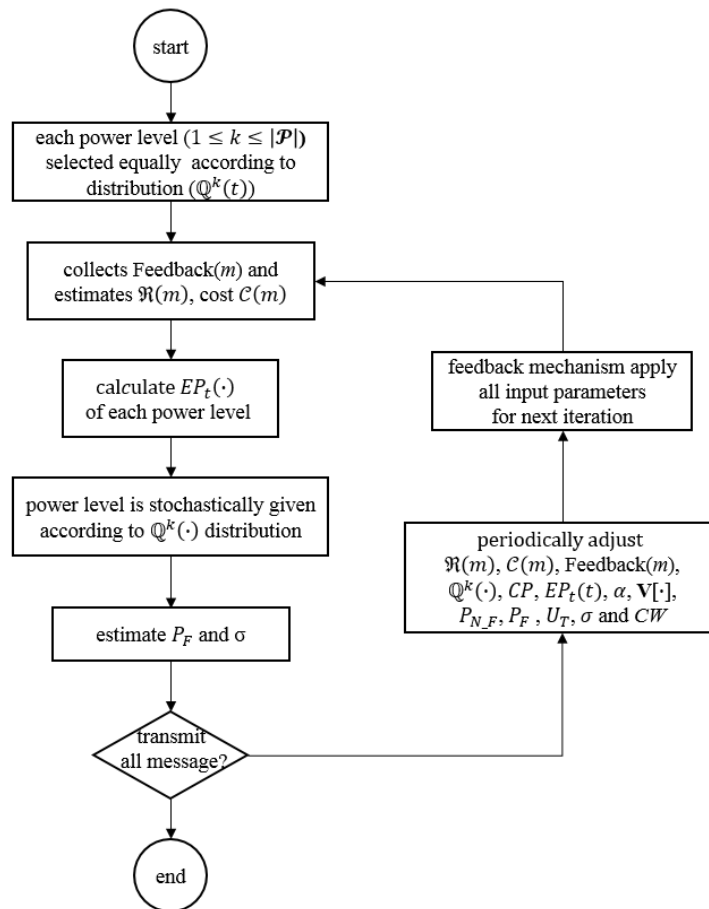 start
each power level (1 ≤ k ≤ |𝓟|)
selected equally according to
distribution (ℚᵏ(t))
collects Feedback(m) and
estimates ℜ(m), cost 𝒞(m)
calculate EPₜ(·)
of each power level
power level is stochastically given
according to ℚᵏ(·) distribution
estimate P_F and σ
transmit
all message?
end
feedback mechanism apply
all input parameters
for next iteration
periodically adjust
ℜ(m), 𝒞(m), Feedback(m),
ℚᵏ(·), CP, EPₜ(t), α, V[·],
P_{N_F}, P_F , U_T, σ and CW